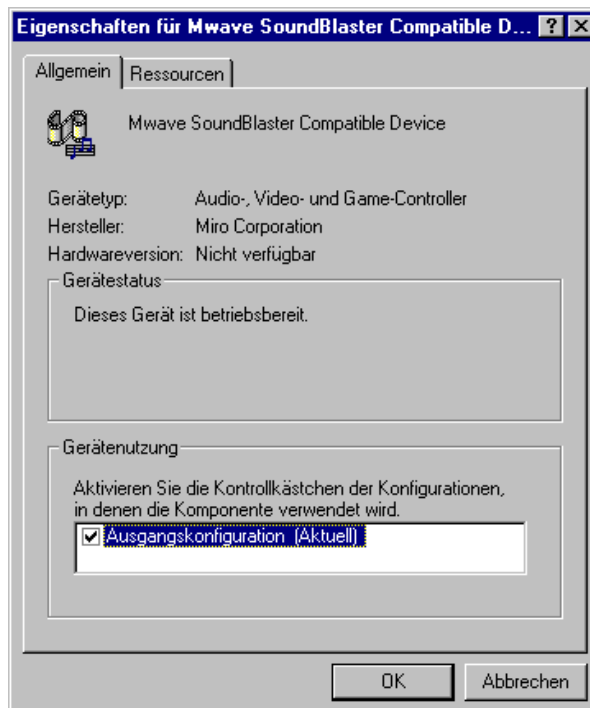 Eigenschaften für Mwave SoundBlaster Compatible D...
Allgemein
Ressourcen
Mwave SoundBlaster Compatible Device
Gerätetyp: Audio-, Video- und Game-Controller
Hersteller: Miro Corporation
Hardwareversion: Nicht verfügbar
Gerätestatus
Dieses Gerät ist betriebsbereit.
Gerätenutzung
Aktivieren Sie die Kontrollkästchen der Konfigurationen,
in denen die Komponente verwendet wird.
Ausgangskonfiguration (Aktuell)
OK
Abbrechen